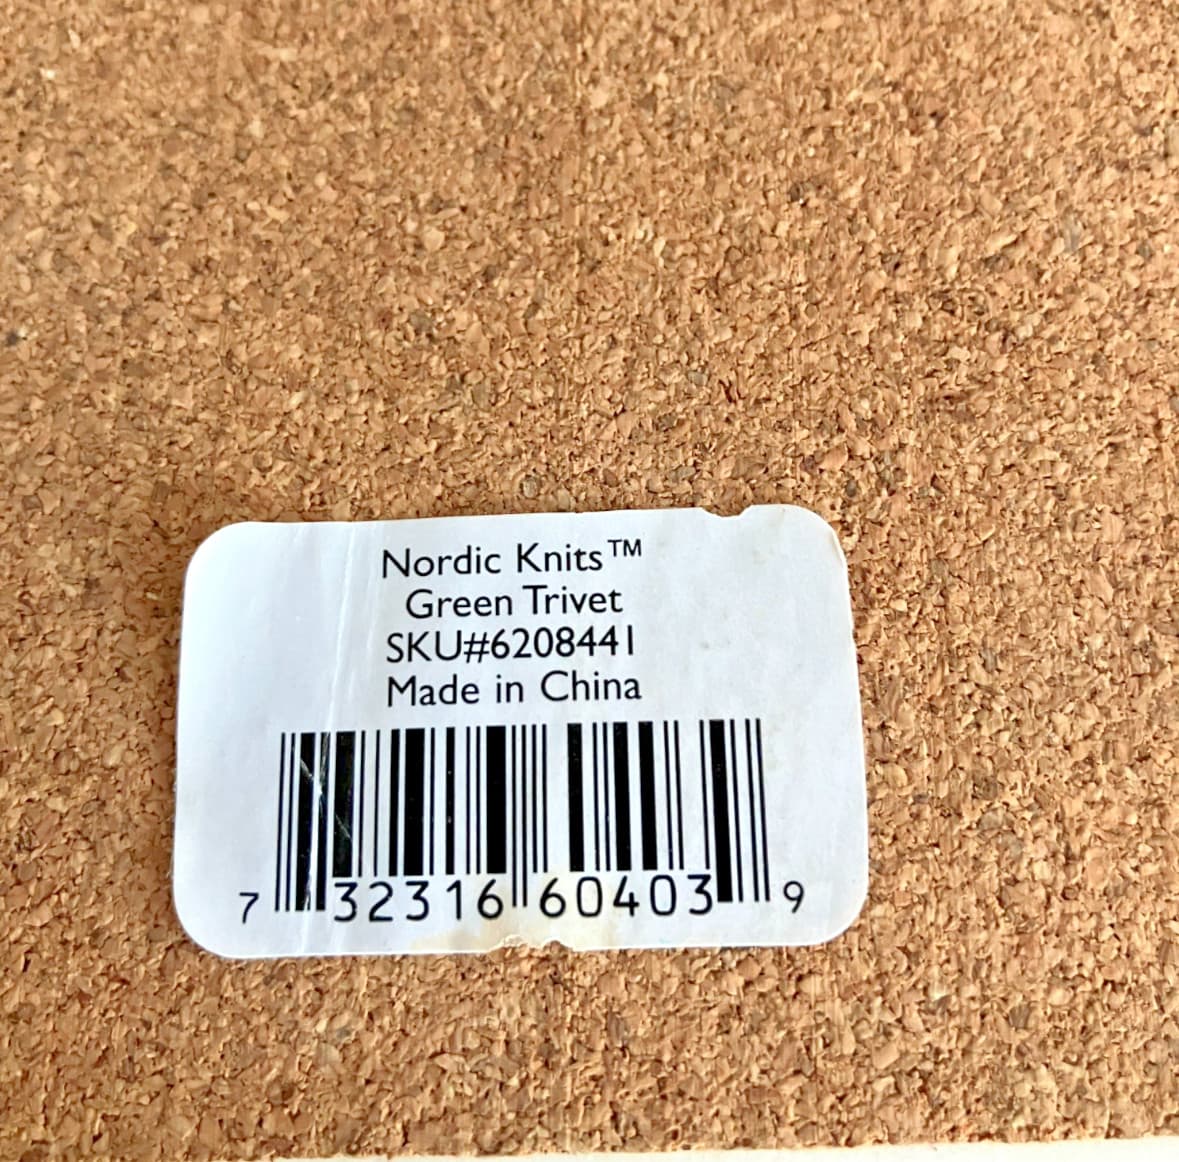 Nordic Knits™
Green Trivet
SKU#6208441
Made in China
7 32316 60403 9